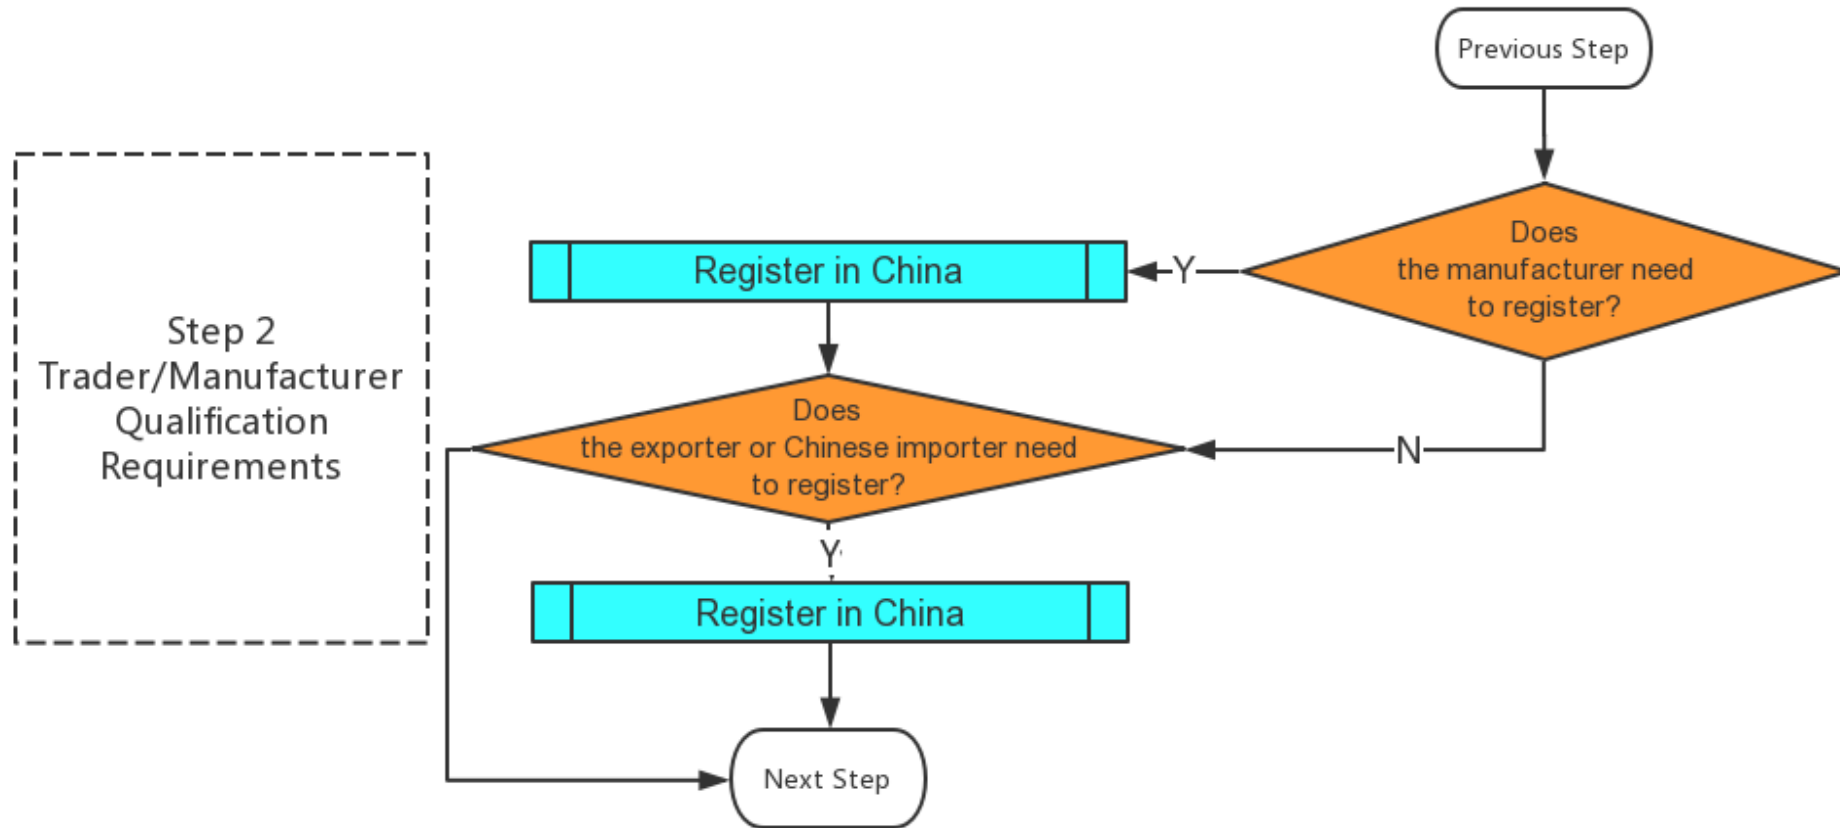 Previous Step
Does
the manufacturer need
to register?
Y
Register in China
Step 2
Trader/Manufacturer
Qualification
Requirements
Does
the exporter or Chinese importer need
to register?
N
Y
Register in China
Next Step